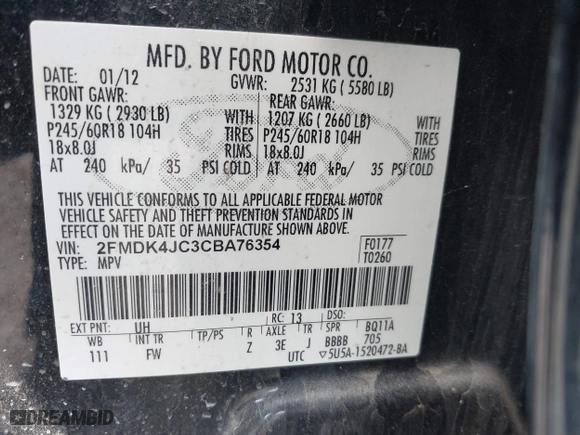 MFD. BY FORD MOTOR CO.
DATE: 01/12 GVWR: 2531 KG ( 5580 LB)
FRONT GAWR: REAR GAWR:
1329 KG ( 2930 LB) 1207 KG ( 2660 LB)
P245/60R18 104H TIRES P245/60R18 104H TIRES
18x8.0J RIMS 18x8.0J RIMS
AT 240 kPa/ 35 PSI COLD AT 240 kPa/ 35 PSI COLD
THIS VEHICLE CONFORMS TO ALL APPLICABLE FEDERAL MOTOR
VEHICLE SAFETY AND THEFT PREVENTION STANDARDS IN
EFFECT ON THE DATE OF MANUFACTURE SHOWN ABOVE.
VIN: 2FMDK4JC3CBA76354 F0177
TYPE: MPV T0260
EXT PNT: UH RC: 13 DSO:
WB INT TR TP/PS R AXLE TR SPR BQ11A
111 FW Z 3E J BBBB 705
UTC ▽5U5A-1520472-BA
Ford
DREAMBID